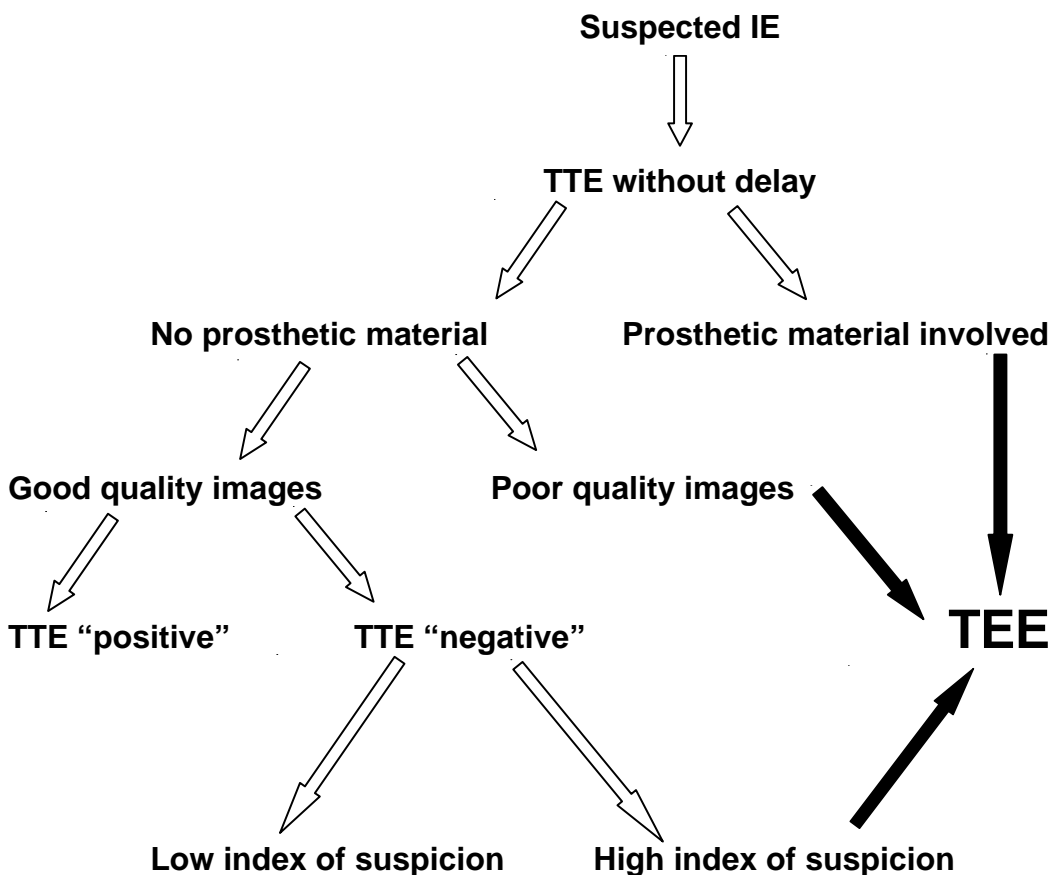 Suspected IE
TTE without delay
No prosthetic material
Prosthetic material involved
Good quality images
Poor quality images
TTE “positive”
TTE “negative”
TEE
Low index of suspicion
High index of suspicion